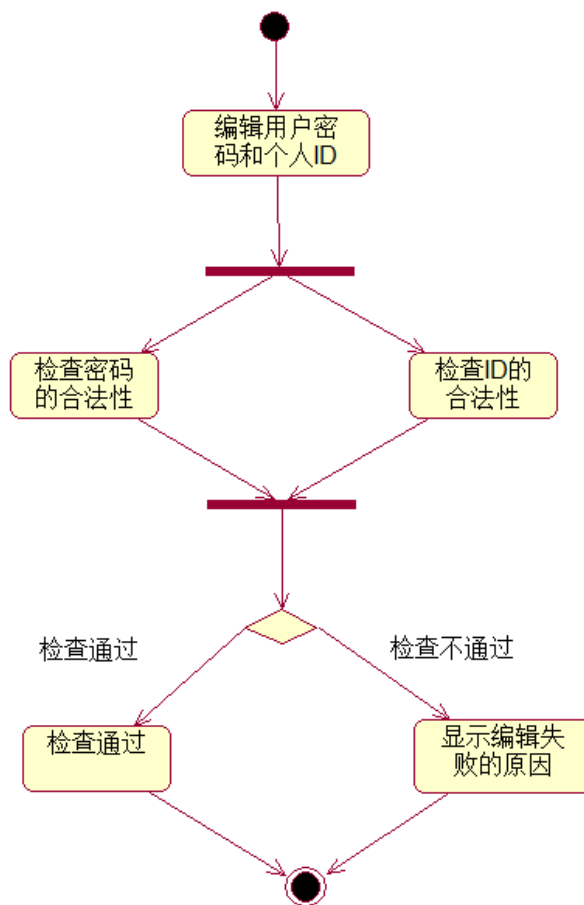 编辑用户密
码和个人ID
检查密码
的合法性
检查ID的
合法性
检查通过
检查不通过
检查通过
显示编辑失
败的原因